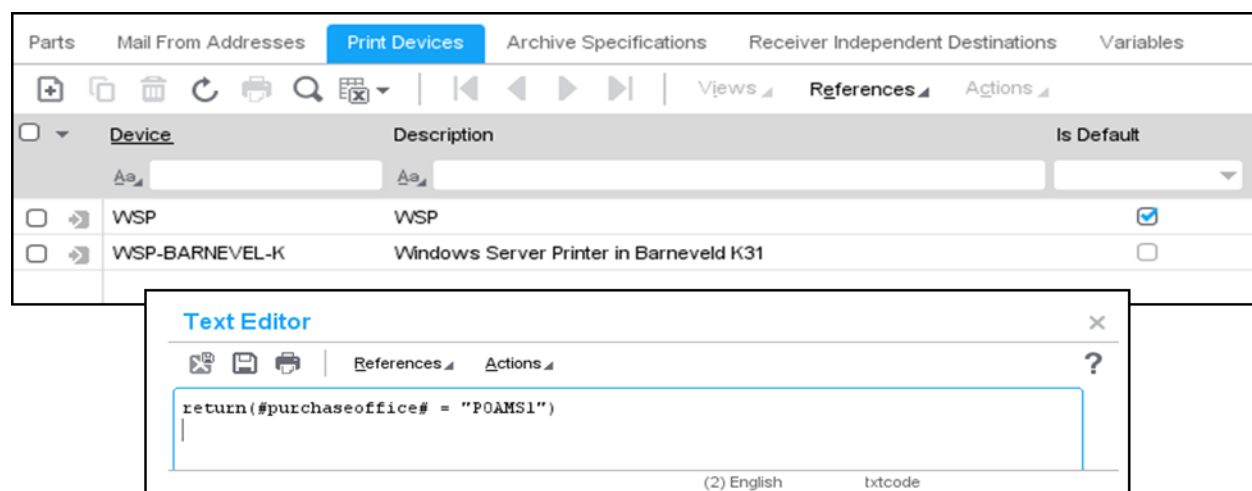 Parts Mail From Addresses Print Devices Archive Specifications Receiver Independent Destinations Variables
Views References Actions
Device Description Is Default
Aa Aa
WSP WSP
WSP-BARNEVEL-K Windows Server Printer in Barneveld K31
Text Editor
References Actions ?
return(#purchaseoffice# = "POAMS1")
(2) English txtcode